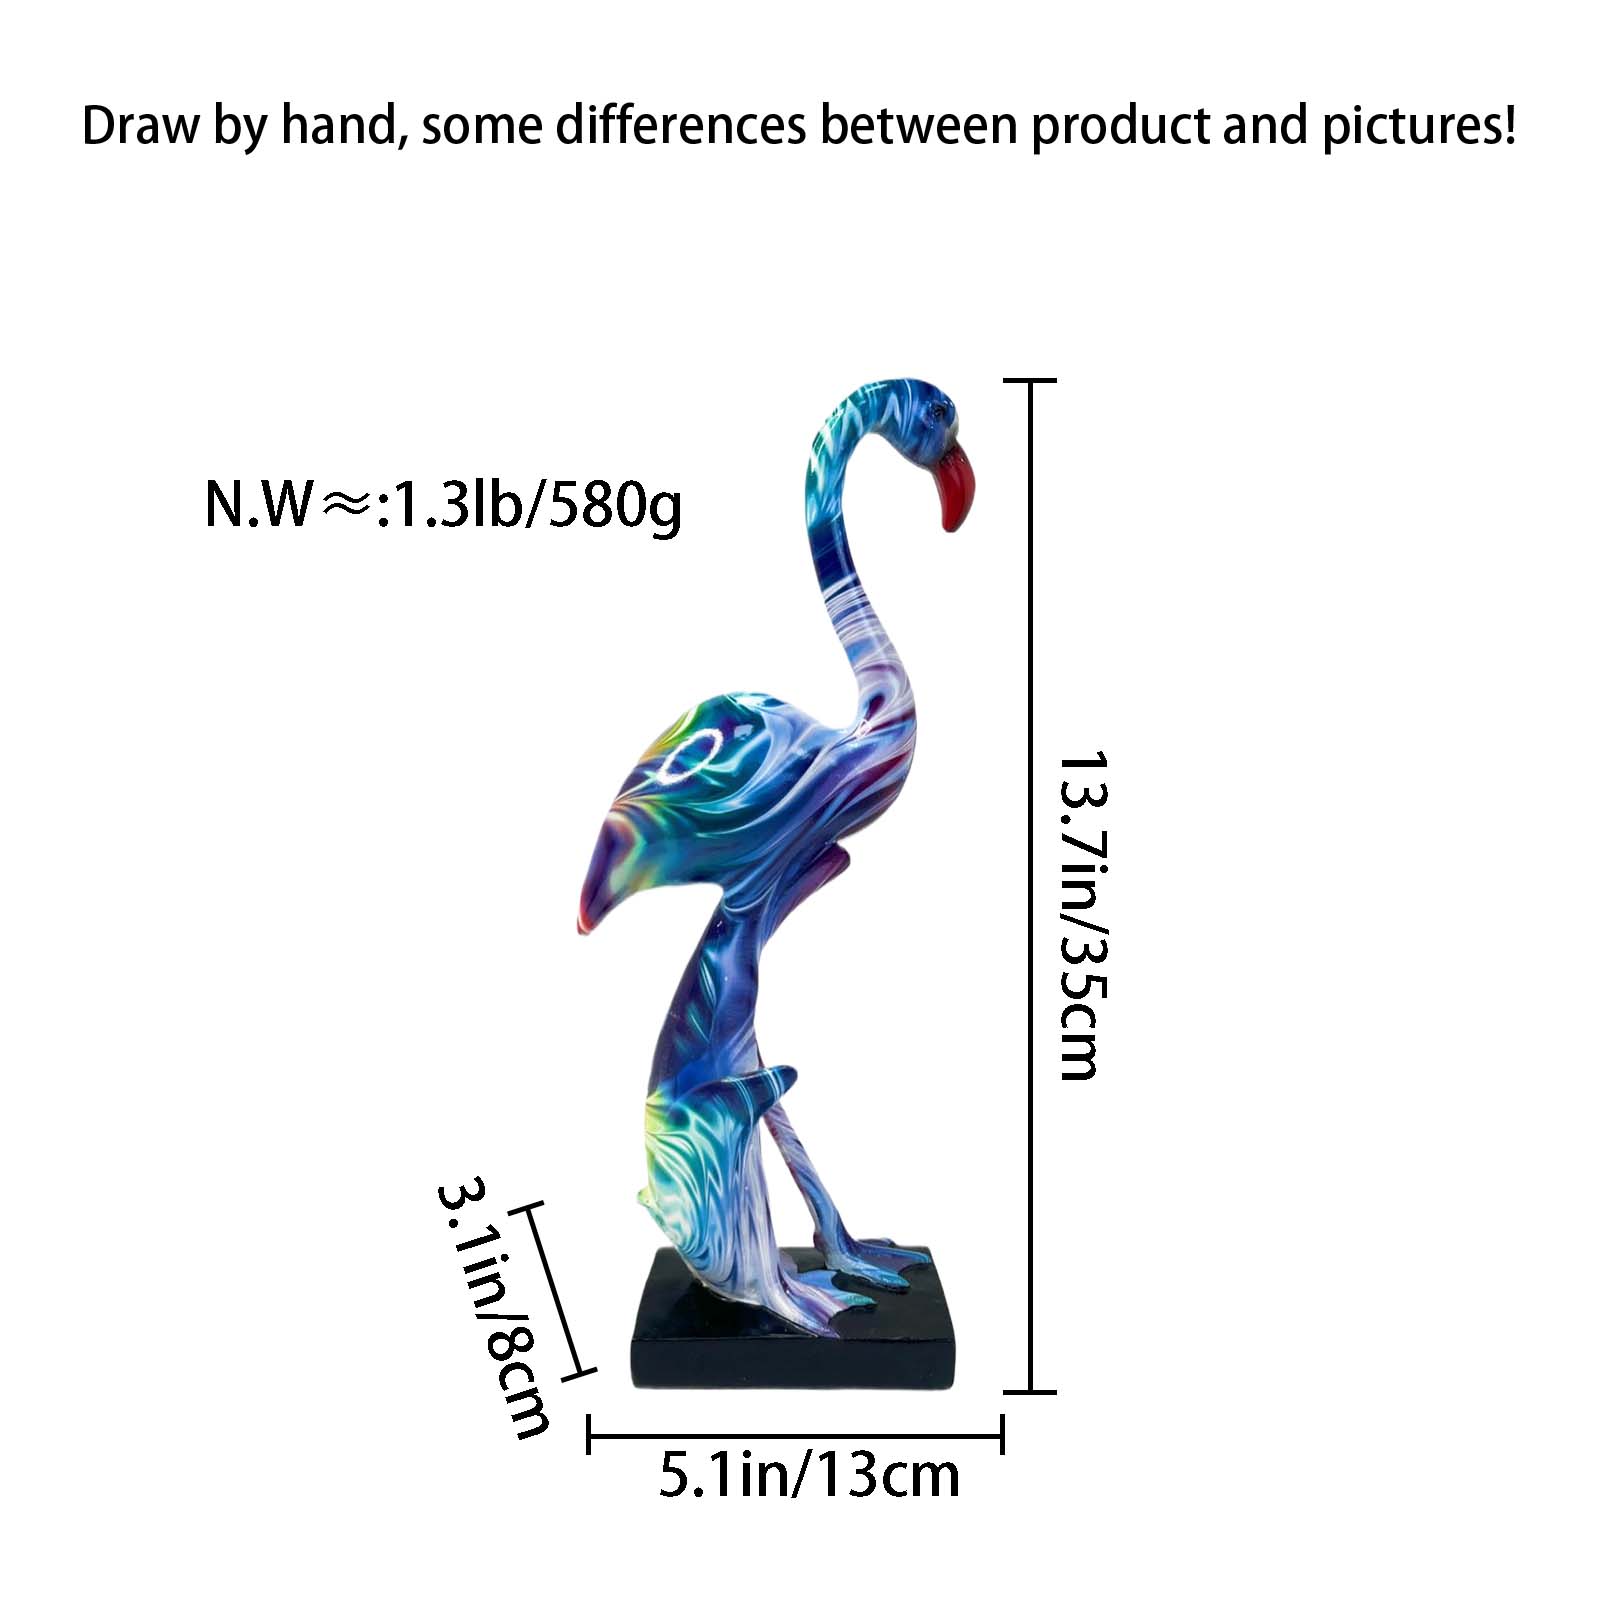 Draw by hand, some differences between product and pictures!
N.W≈:1.3lb/580g
13.7in/35cm
3.1in/8cm
5.1in/13cm